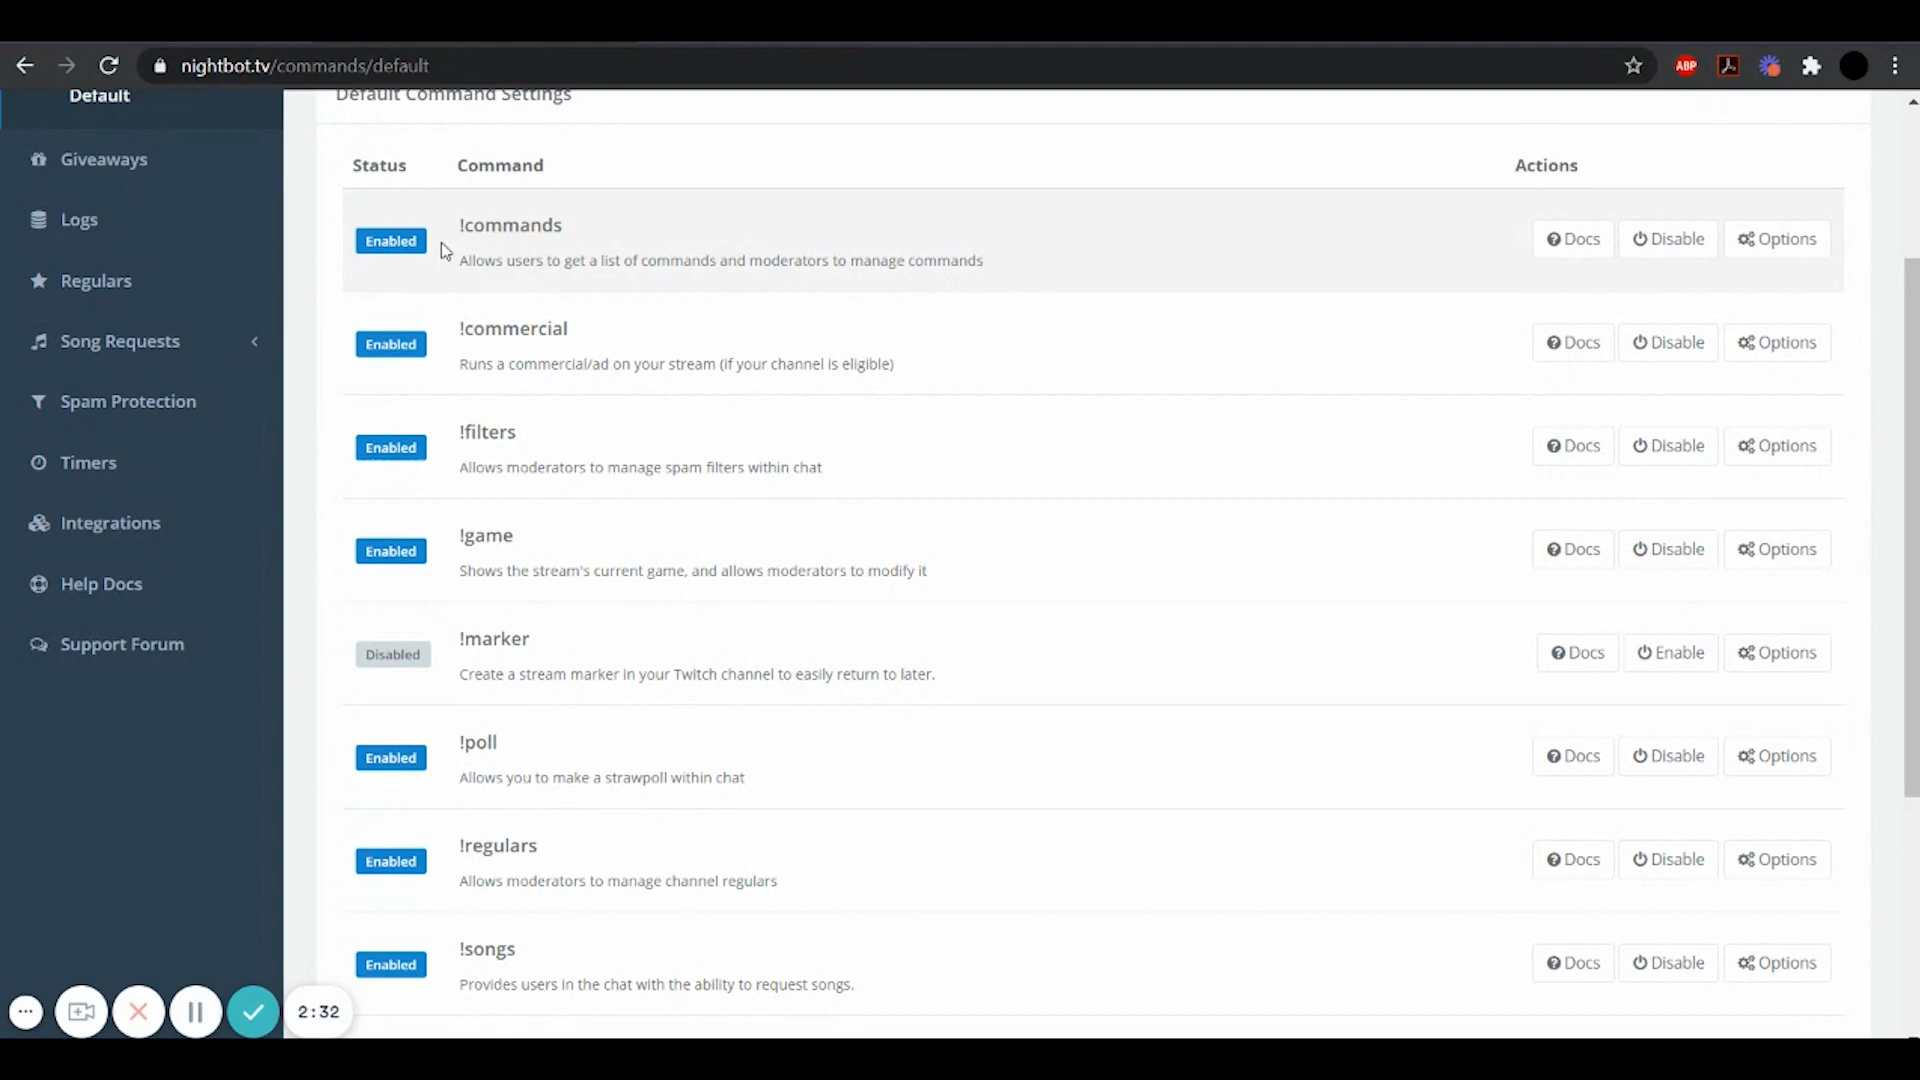 nightbot.tv/commands/default
ABP
Default
Default Command Settings
Giveaways
Logs
Regulars
Song Requests
Spam Protection
Timers
Integrations
Help Docs
Support Forum
Status Command Actions
!commands
Enabled Docs Disable Options
Allows users to get a list of commands and moderators to manage commands
!commercial
Enabled Docs Disable Options
Runs a commercial/ad on your stream (if your channel is eligible)
!filters
Enabled Docs Disable Options
Allows moderators to manage spam filters within chat
!game
Enabled Docs Disable Options
Shows the stream's current game, and allows moderators to modify it
!marker
Disabled Docs Enable Options
Create a stream marker in your Twitch channel to easily return to later.
!poll
Enabled Docs Disable Options
Allows you to make a strawpoll within chat
!regulars
Enabled Docs Disable Options
Allows moderators to manage channel regulars
!songs
Enabled Docs Disable Options
Provides users in the chat with the ability to request songs.
2:32